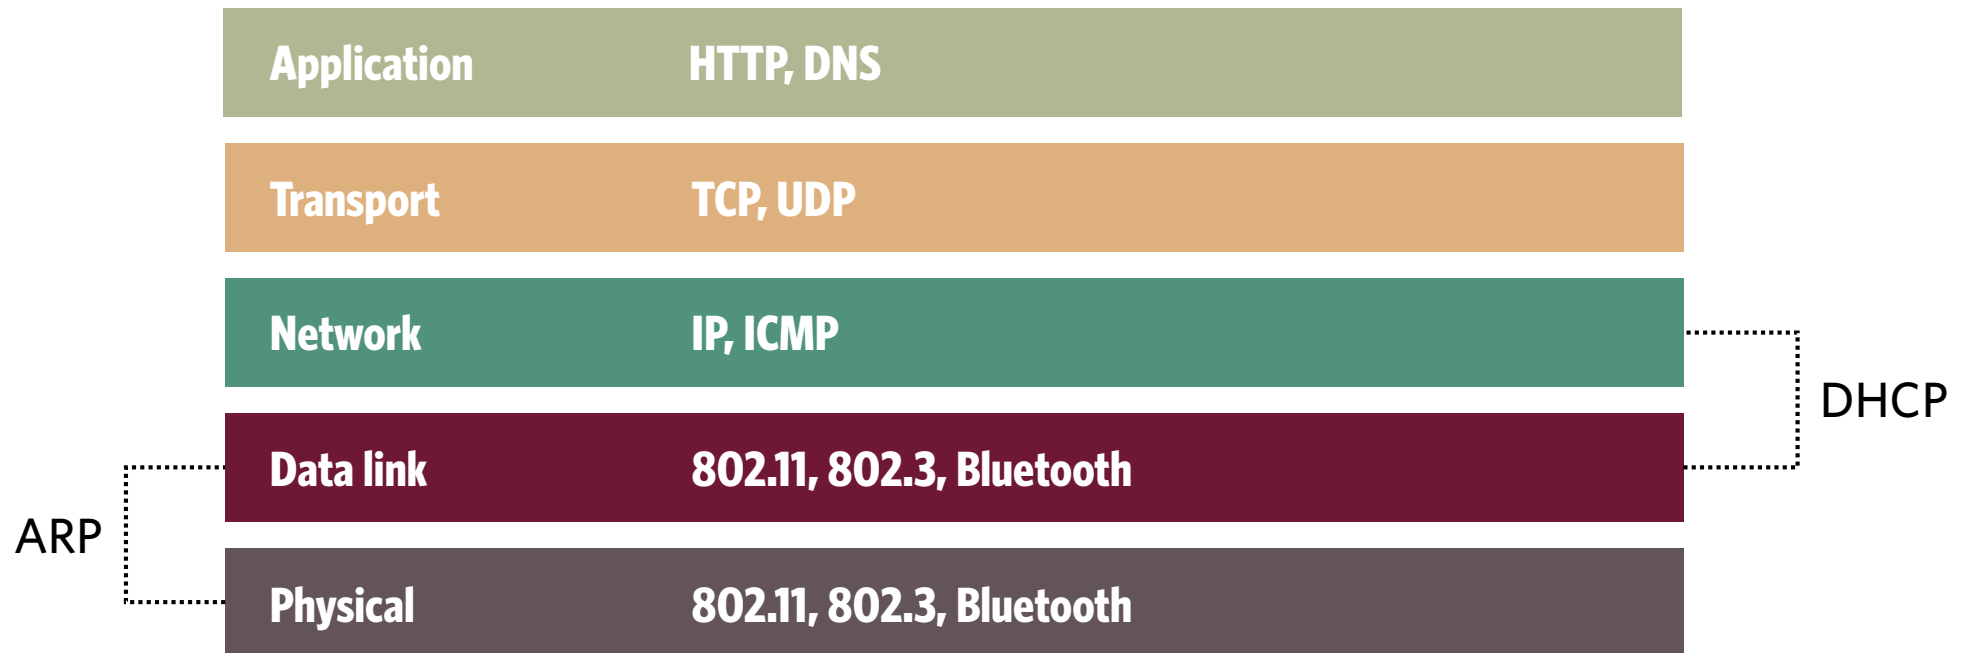 Application HTTP, DNS
Transport TCP, UDP
Network IP, ICMP
DHCP
Data link 802.11, 802.3, Bluetooth
ARP
Physical 802.11, 802.3, Bluetooth